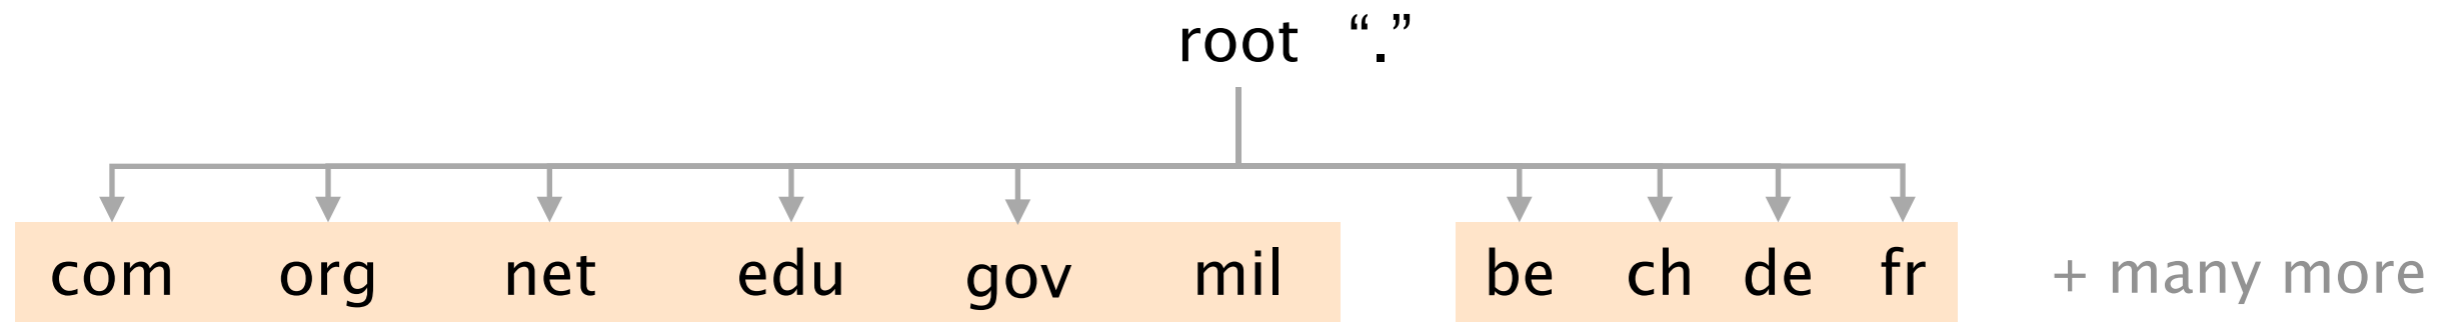 root “.”
com org net edu gov mil be ch de fr + many more